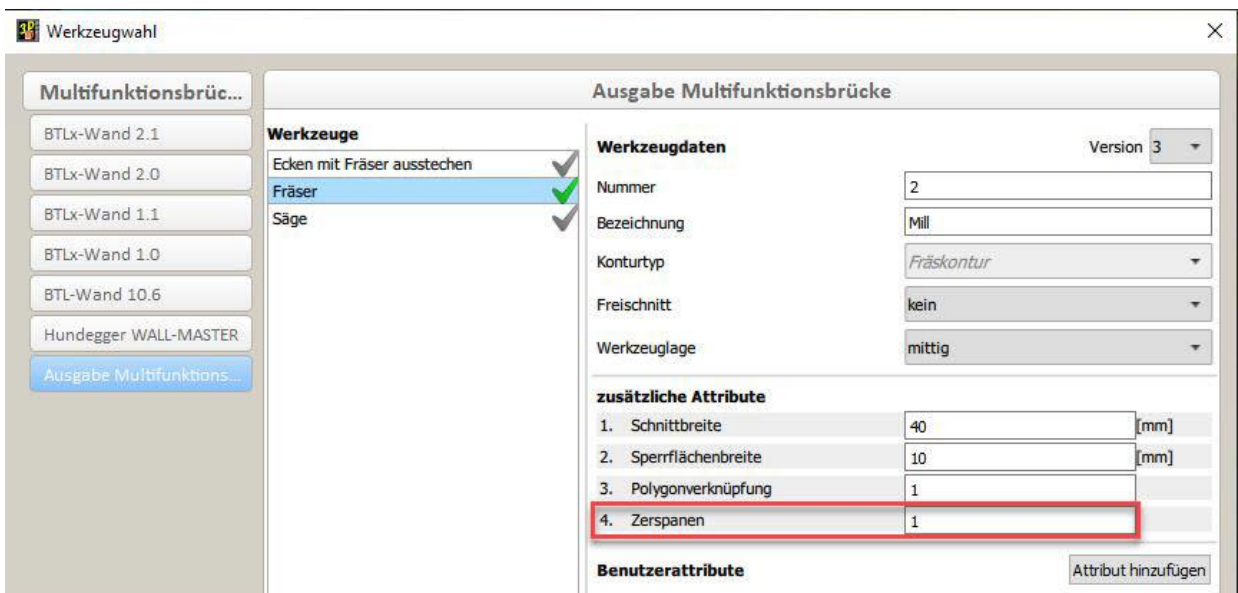 Werkzeugwahl
Multifunktionsbrüc...
BTLx-Wand 2.1
BTLx-Wand 2.0
BTLx-Wand 1.1
BTLx-Wand 1.0
BTL-Wand 10.6
Hundegger WALL-MASTER
Ausgabe Multifunktions...
Ausgabe Multifunktionsbrücke
Werkzeuge
Ecken mit Fräser ausstechen
Fräser
Säge
Werkzeugdaten Version 3
Nummer 2
Bezeichnung Mill
Konturtyp Fräskontur
Freischnitt kein
Werkzeuglage mittig
zusätzliche Attribute
1. Schnittbreite 40 [mm]
2. Sperrflächenbreite 10 [mm]
3. Polygonverknüpfung 1
4. Zerspanen 1
Benutzerattribute Attribut hinzufügen